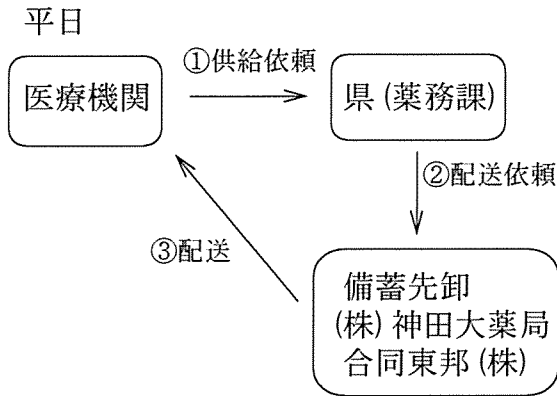 平日
医療機関
①供給依頼
県(薬務課)
②配送依頼
③配送
備蓄先卸
(株)神田大薬局
合同東邦(株)